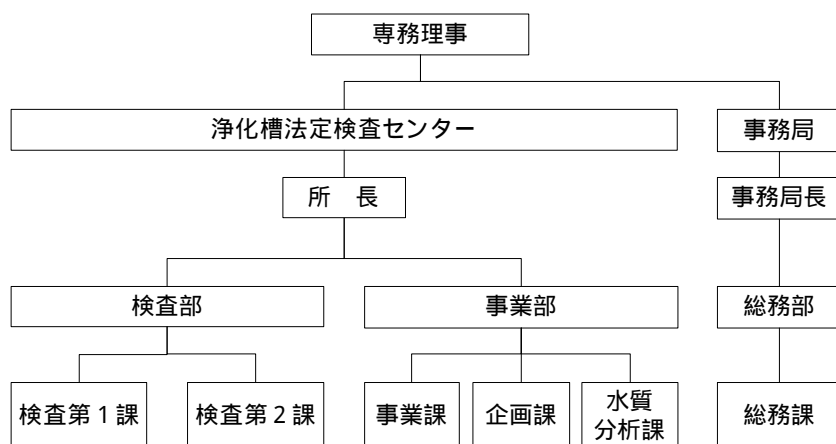 専務理事
浄化槽法定検査センター
事務局
所　長
事務局長
検査部
事業部
総務部
検査第１課
検査第２課
事業課
企画課
水質
分析課
総務課